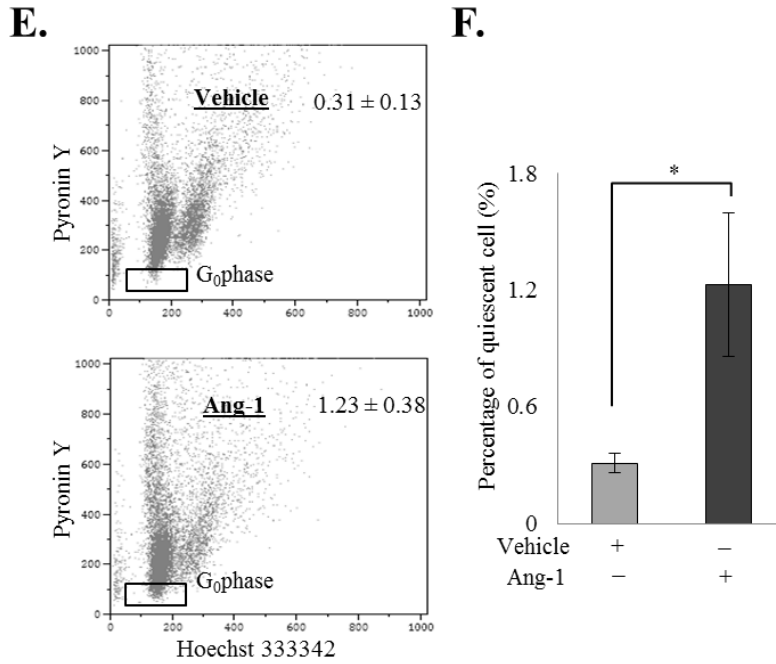 E.
1000
800
600
400
200
0
Pyronin Y
Vehicle
0.31 ± 0.13
G₀phase
0 200 400 600 800 1000
1000
800
600
400
200
0
Pyronin Y
Ang-1
1.23 ± 0.38
G₀phase
0 200 400 600 800 1000
Hoechst 333342
F.
Percentage of quiescent cell (%)
1.8
1.2
0.6
0
0
*
Vehicle + –
Ang-1 – +